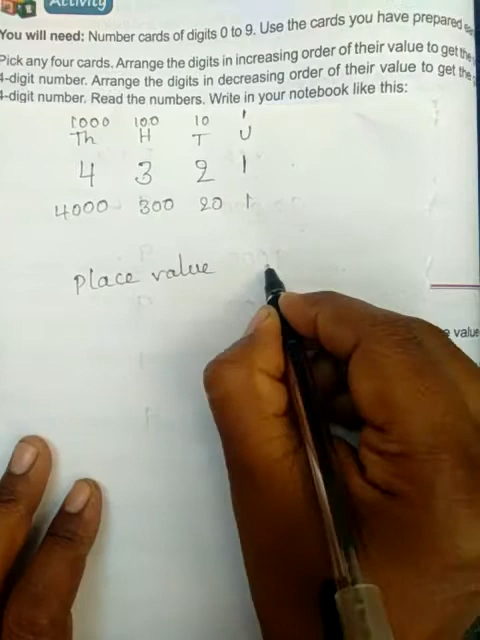 Activity
You will need: Number cards of digits 0 to 9. Use the cards you have prepared
Pick any four cards. Arrange the digits in increasing order of their value to get the
4-digit number. Arrange the digits in decreasing order of their value to get the
4-digit number. Read the numbers. Write in your notebook like this:
1000 100 10 1
Th H T U
4 3 2 1
4000 300 20 1
Place value
value